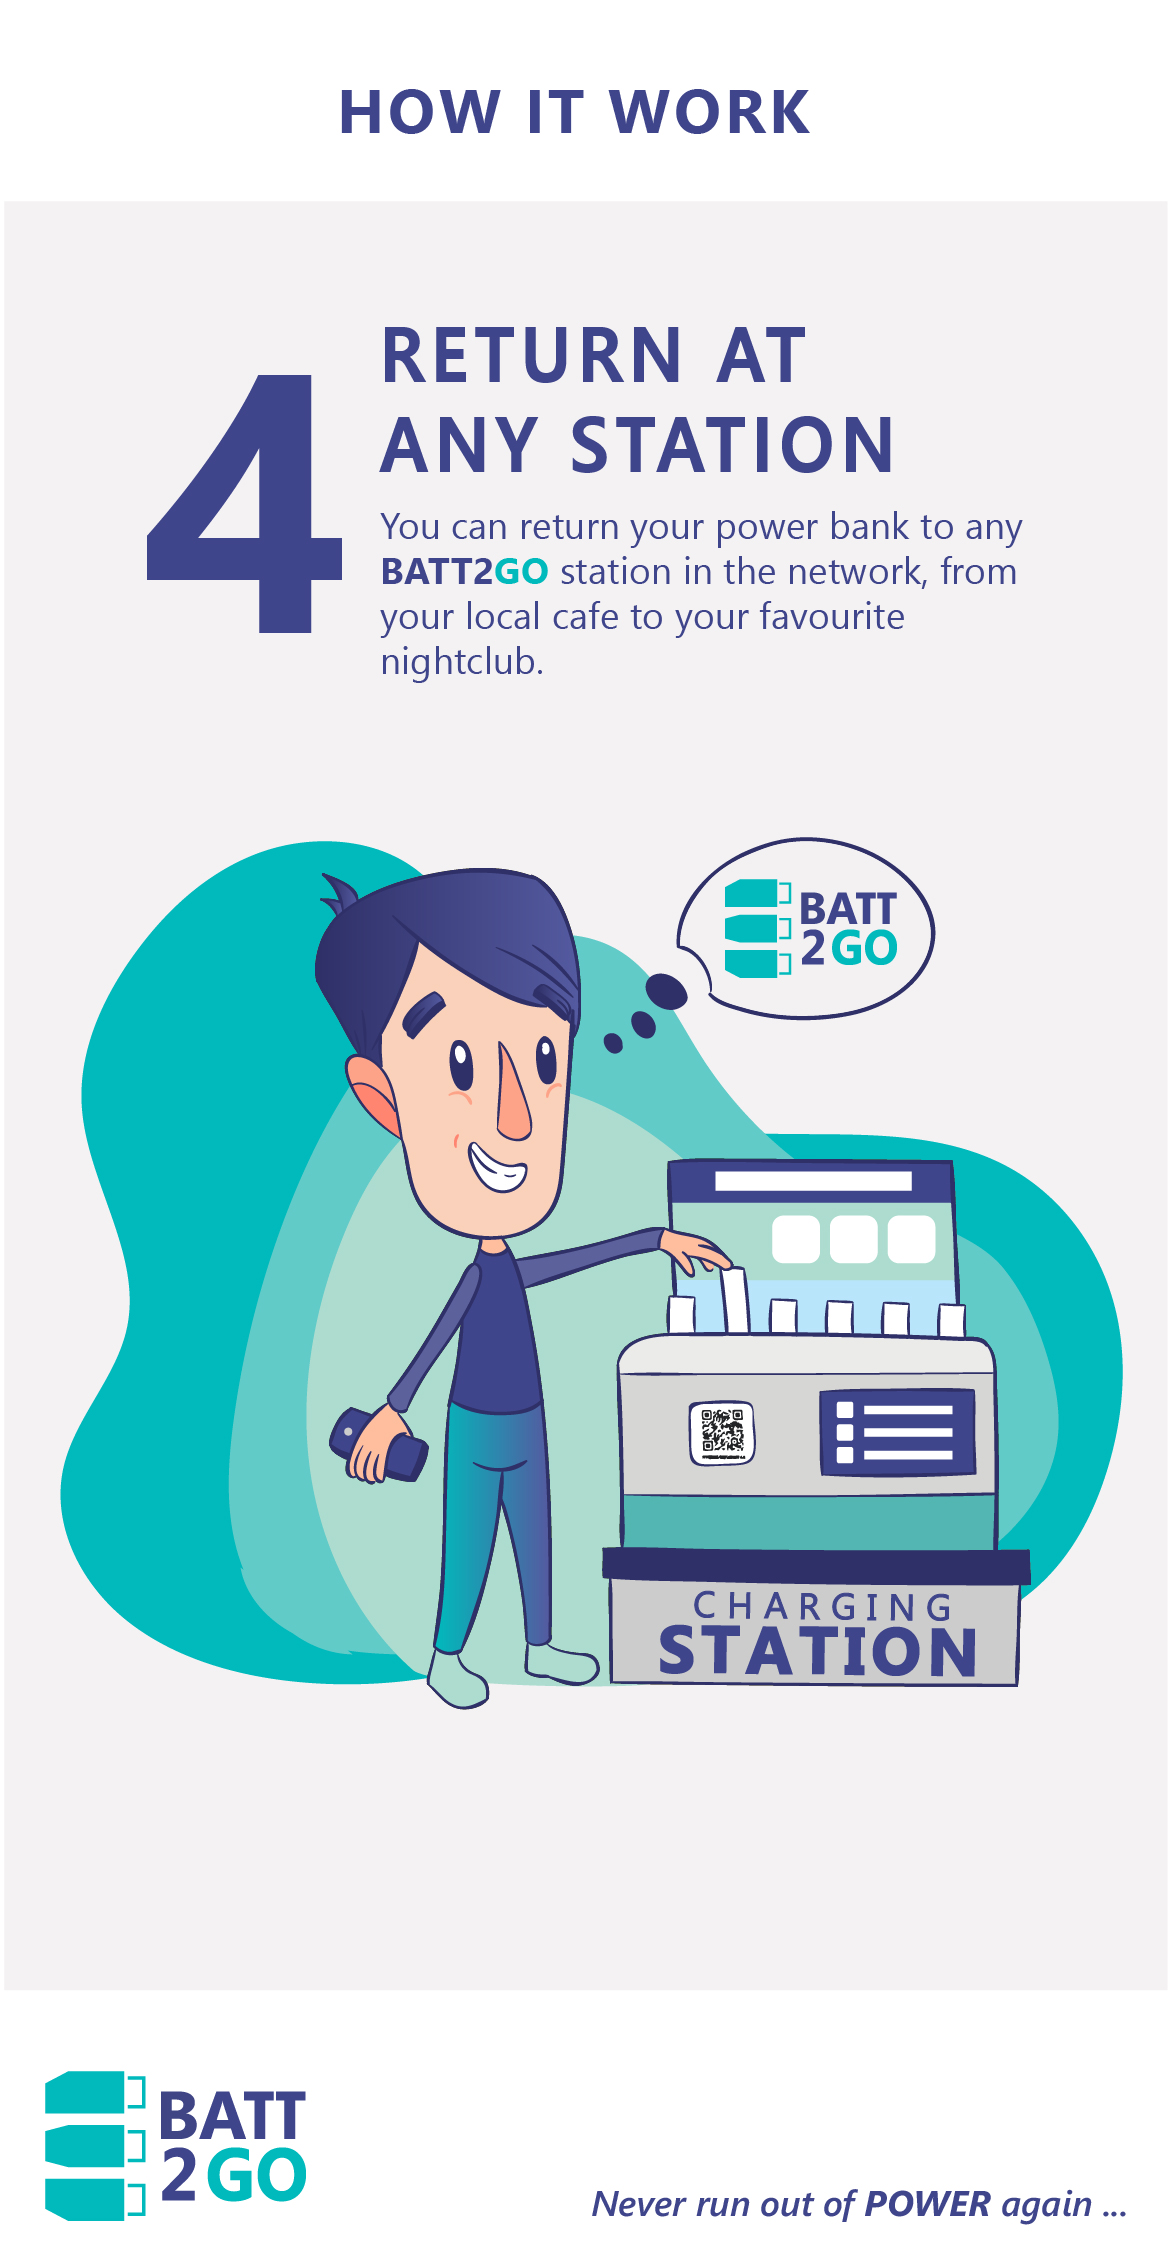 HOW IT WORK
4
RETURN AT
ANY STATION
You can return your power bank to any
BATT2GO station in the network, from
your local cafe to your favourite
nightclub.
BATT
2GO
CHARGING
STATION
BATT
2GO
Never run out of POWER again ...